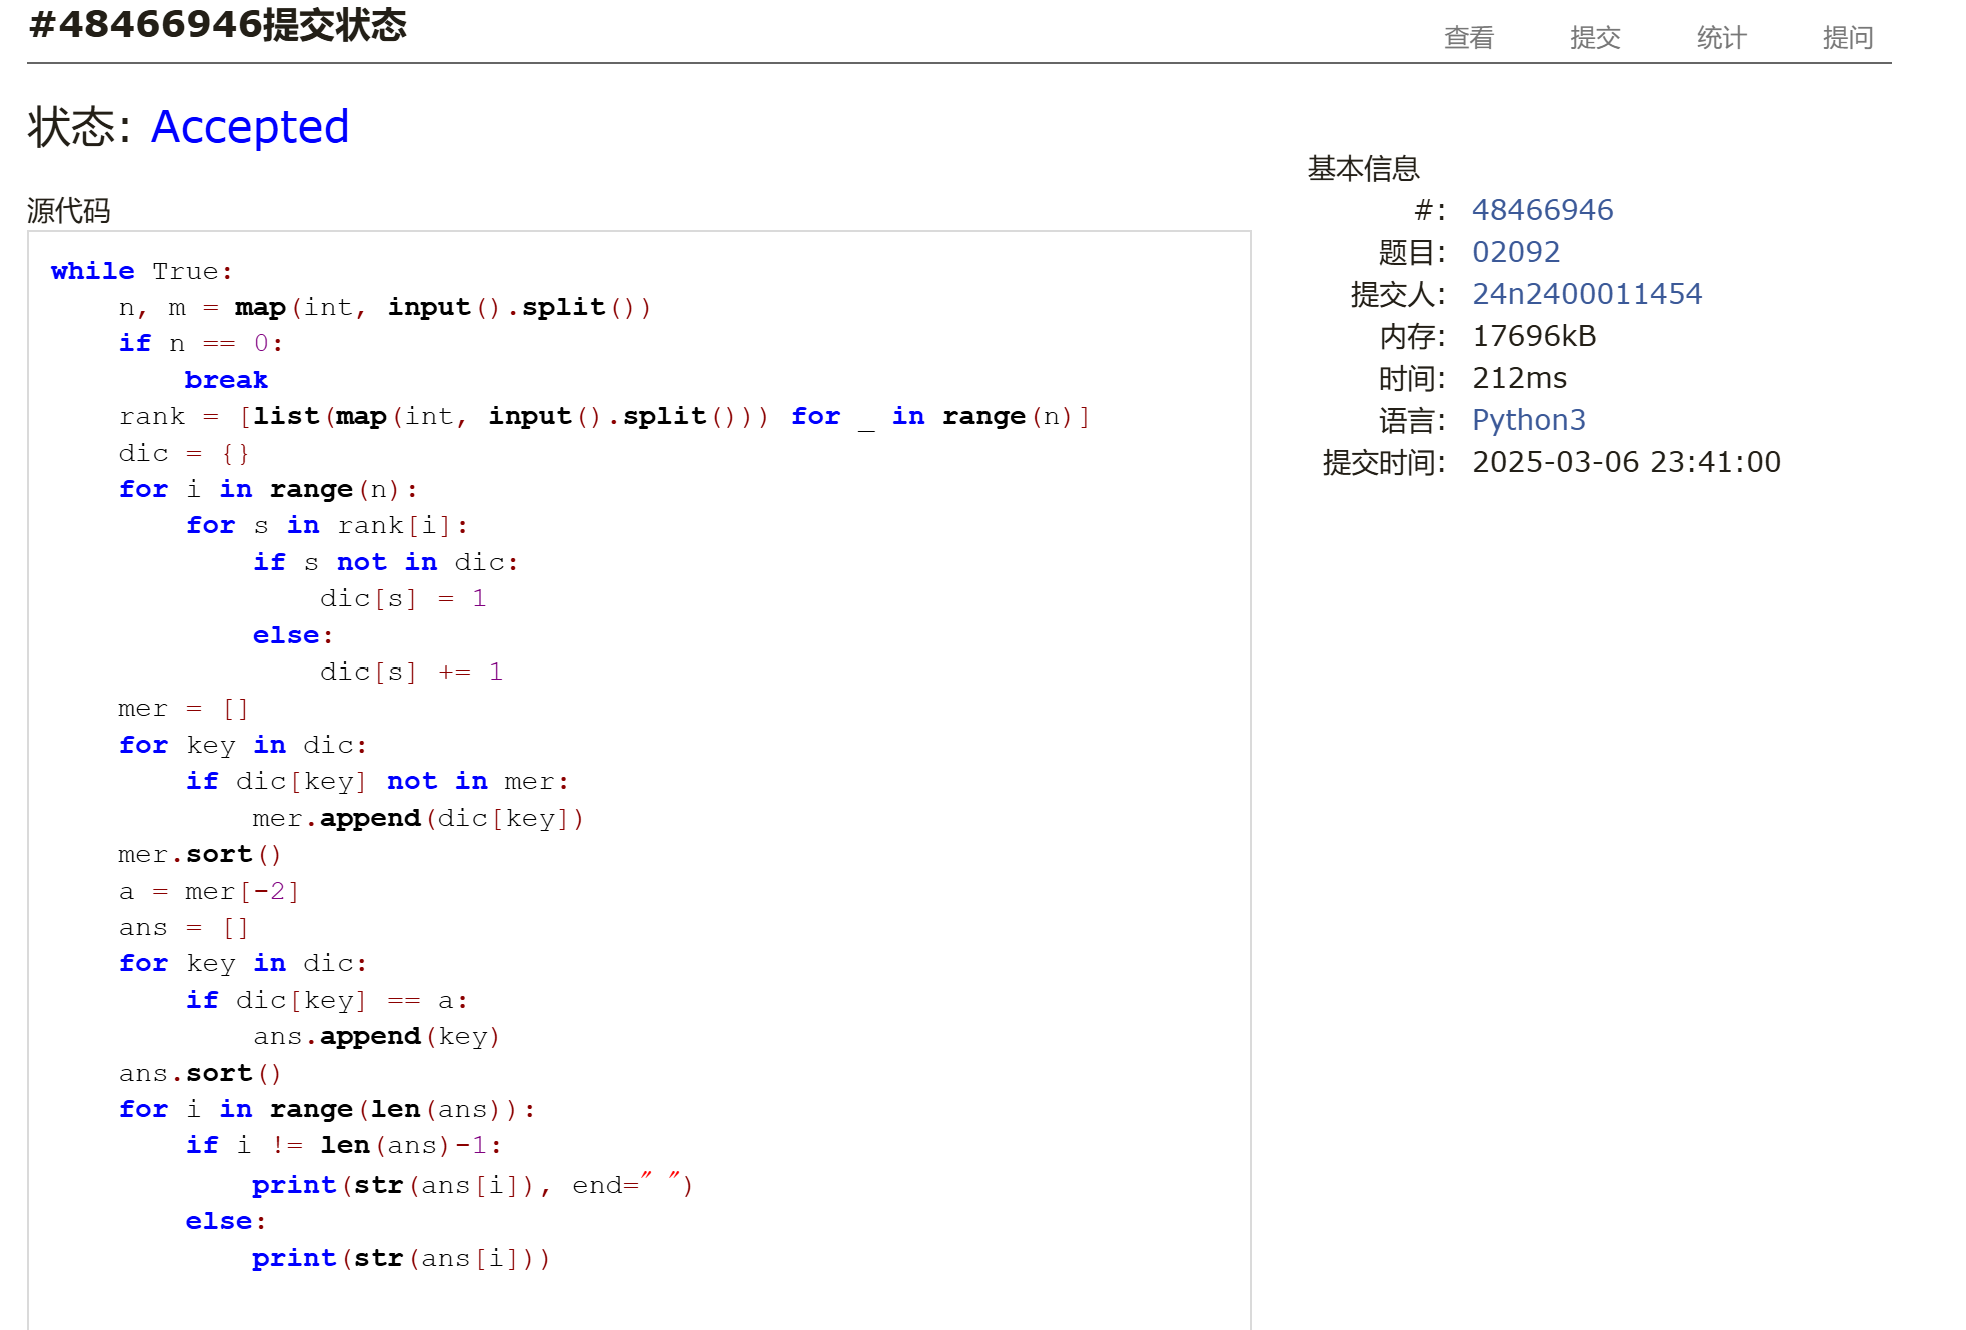 #48466946提交状态
查看 提交 统计 提问
状态: Accepted
源代码
while True:
    n, m = map(int, input().split())
    if n == 0:
        break
    rank = [list(map(int, input().split())) for _ in range(n)]
    dic = {}
    for i in range(n):
        for s in rank[i]:
            if s not in dic:
                dic[s] = 1
            else:
                dic[s] += 1
    mer = []
    for key in dic:
        if dic[key] not in mer:
            mer.append(dic[key])
    mer.sort()
    a = mer[-2]
    ans = []
    for key in dic:
        if dic[key] == a:
            ans.append(key)
    ans.sort()
    for i in range(len(ans)):
        if i != len(ans)-1:
            print(str(ans[i]), end=" ")
        else:
            print(str(ans[i]))
基本信息
#: 48466946
题目: 02092
提交人: 24n2400011454
内存: 17696kB
时间: 212ms
语言: Python3
提交时间: 2025-03-06 23:41:00